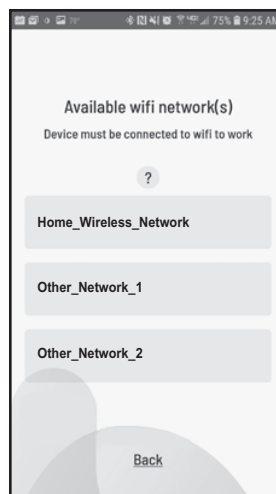 70° 75% 9:25 AM
Available wifi network(s)
Device must be connected to wifi to work
?
Home_Wireless_Network
Other_Network_1
Other_Network_2
Back